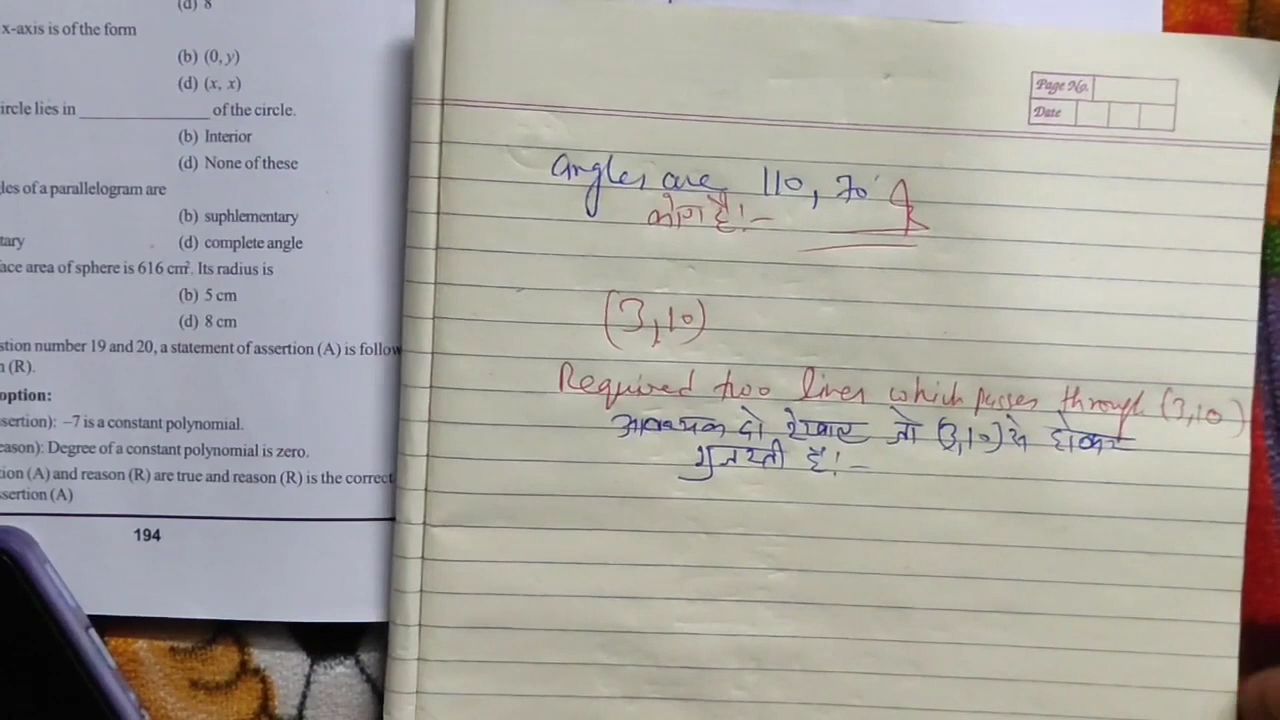 (d) 8
x-axis is of the form
(b) (0, y)
(d) (x, x)
ircle lies in ____________ of the circle.
(b) Interior
(d) None of these
les of a parallelogram are
(b) suphlementary
tary
(d) complete angle
ace area of sphere is 616 cm². Its radius is
(b) 5 cm
(d) 8 cm
stion number 19 and 20, a statement of assertion (A) is follow
n (R).
option:
sertion): –7 is a constant polynomial.
eason): Degree of a constant polynomial is zero.
tion (A) and reason (R) are true and reason (R) is the correct
ssertion (A)
194
Page No.
Date
Angles are 110, 70°
कोण है!-
(3,10)
Required two lines which passes through (3,10)
आवश्यक दो रेखाएं जो (3,10) से होकर
गुजरती है!-